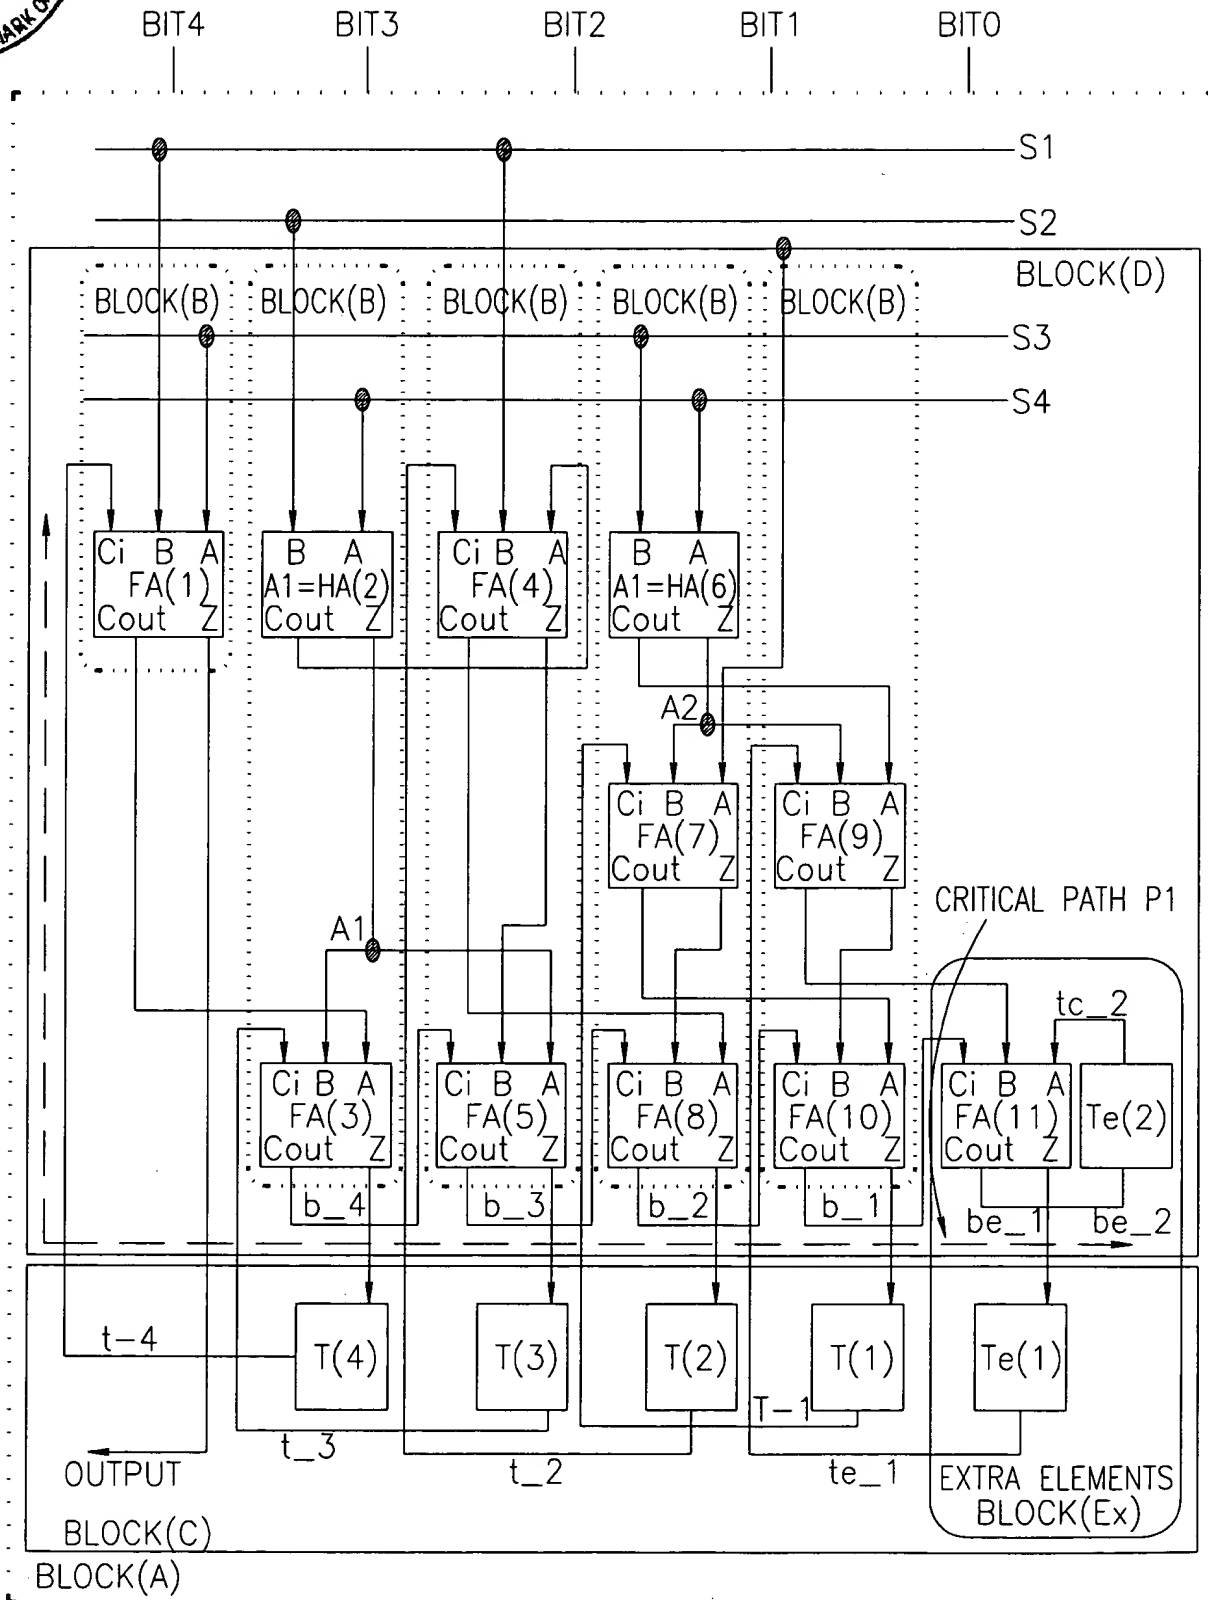 BIT4 BIT3 BIT2 BIT1 BIT0
S1
S2
BLOCK(D)
BLOCK(B) BLOCK(B) BLOCK(B) BLOCK(B) BLOCK(B)
S3
S4
Ci B A B A Ci B A B A
FA(1) A1=HA(2) FA(4) A1=HA(6)
Cout Z Cout Z Cout Z Cout Z
A2
Ci B A Ci B A
FA(7) FA(9)
Cout Z Cout Z
CRITICAL PATH P1
A1
tc_2
Ci B A Ci B A Ci B A Ci B A Ci B A
FA(3) FA(5) FA(8) FA(10) FA(11) Te(2)
Cout Z Cout Z Cout Z Cout Z Cout Z
b_4 b_3 b_2 b_1 be_1 be_2
t-4 T(4) T(3) T(2) T(1) Te(1)
T-1
t_3 t_2 te_1
OUTPUT
EXTRA ELEMENTS
BLOCK(Ex)
BLOCK(C)
BLOCK(A)